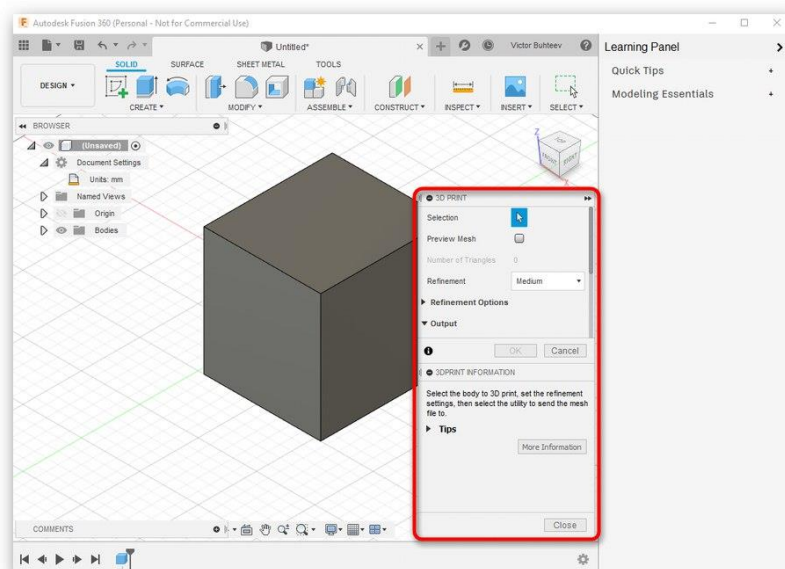 Autodesk Fusion 360 (Personal - Not for Commercial Use)
Untitled*
Victor Buhteev
Learning Panel
Quick Tips
Modeling Essentials
DESIGN
SOLID SURFACE SHEET METAL TOOLS
CREATE MODIFY ASSEMBLE CONSTRUCT INSPECT INSERT SELECT
BROWSER
(Unsaved)
Document Settings
Units: mm
Named Views
Origin
Bodies
Z
TOP
FRONT RIGHT
X
3D PRINT
Selection
Preview Mesh
Number of Triangles 0
Refinement Medium
Refinement Options
Output
OK Cancel
3DPRINT INFORMATION
Select the body to 3D print, set the refinement
settings, then select the utility to send the mesh
file to.
Tips
More Information
Close
COMMENTS